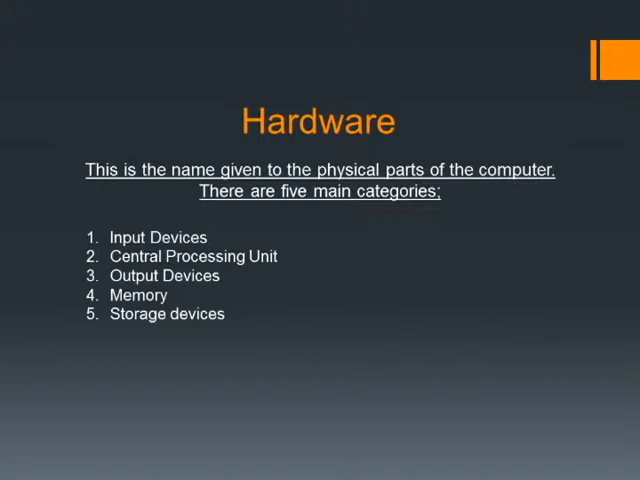 Hardware
This is the name given to the physical parts of the computer.
There are five main categories;
1. Input Devices
2. Central Processing Unit
3. Output Devices
4. Memory
5. Storage devices